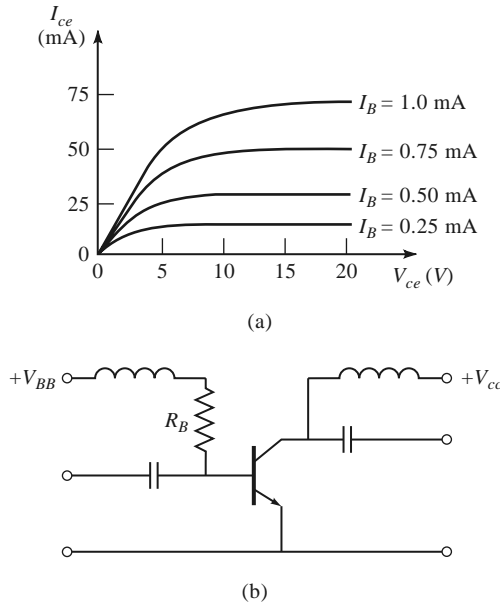 I_ce
(mA)
75
I_B = 1.0 mA
50
I_B = 0.75 mA
25
I_B = 0.50 mA
I_B = 0.25 mA
0
0 5 10 15 20 V_ce (V)
(a)
+V_BB
+V_cc
R_B
(b)